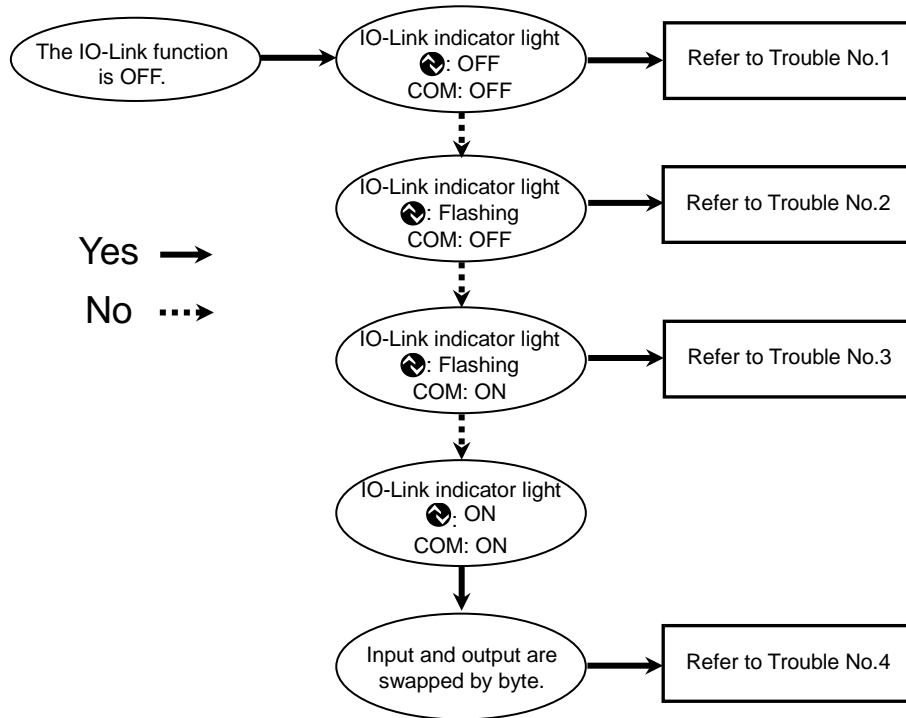 The IO-Link function
is OFF.
IO-Link indicator light
: OFF
COM: OFF
Refer to Trouble No.1
IO-Link indicator light
: Flashing
COM: OFF
Refer to Trouble No.2
Yes
No
IO-Link indicator light
: Flashing
COM: ON
Refer to Trouble No.3
IO-Link indicator light
: ON
COM: ON
Input and output are
swapped by byte.
Refer to Trouble No.4